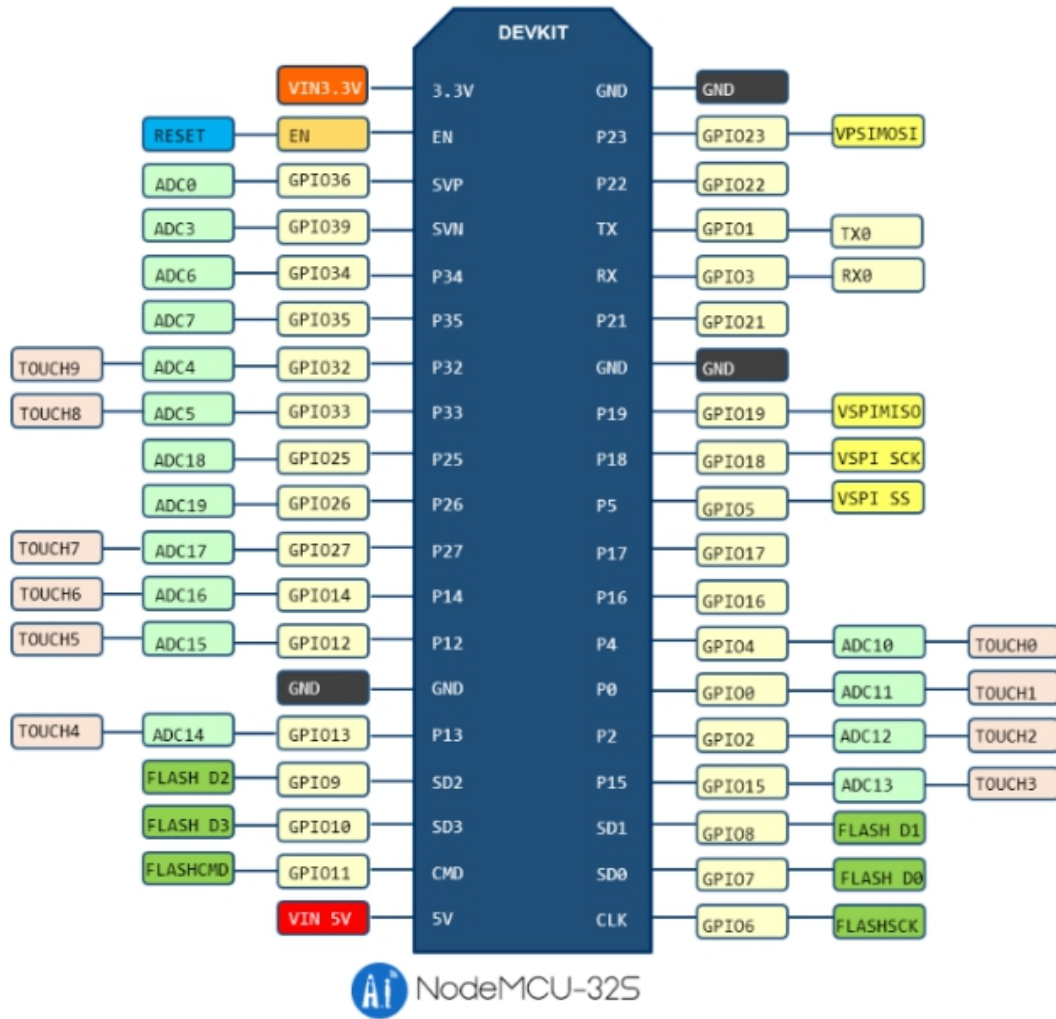 DEVKIT
VIN3.3V 3.3V GND GND
RESET EN EN P23 GPIO23 VPSIMOSI
ADC0 GPIO36 SVP P22 GPIO22
ADC3 GPIO39 SVN TX GPIO1 TX0
ADC6 GPIO34 P34 RX GPIO3 RX0
ADC7 GPIO35 P35 P21 GPIO21
TOUCH9 ADC4 GPIO32 P32 GND GND
TOUCH8 ADC5 GPIO33 P33 P19 GPIO19 VSPIMISO
ADC18 GPIO25 P25 P18 GPIO18 VSPI SCK
ADC19 GPIO26 P26 P5 GPIO5 VSPI SS
TOUCH7 ADC17 GPIO27 P27 P17 GPIO17
TOUCH6 ADC16 GPIO14 P14 P16 GPIO16
TOUCH5 ADC15 GPIO12 P12 P4 GPIO4 ADC10 TOUCH0
GND GND P0 GPIO0 ADC11 TOUCH1
TOUCH4 ADC14 GPIO13 P13 P2 GPIO2 ADC12 TOUCH2
FLASH D2 GPIO9 SD2 P15 GPIO15 ADC13 TOUCH3
FLASH D3 GPIO10 SD3 SD1 GPIO8 FLASH D1
FLASHCMD GPIO11 CMD SD0 GPIO7 FLASH D0
VIN 5V 5V CLK GPIO6 FLASHSCK
Ai NodeMCU-32S